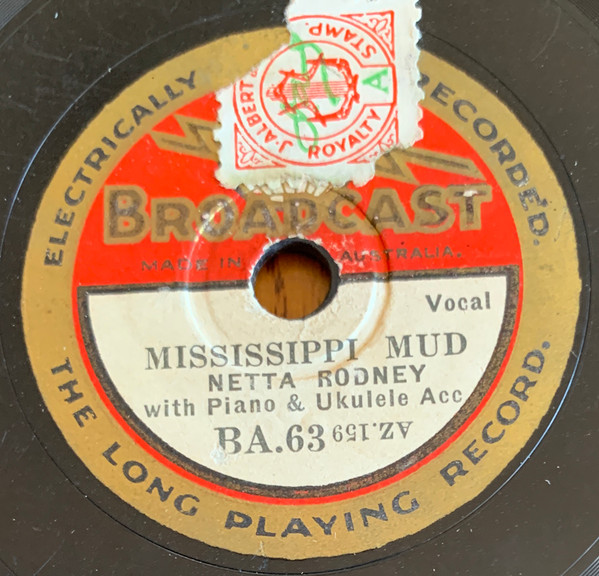 ELECTRICALLY RECORDED.
J. ALBERT &
ROYALTY
STAMP.
A
BROADCAST
MADE IN AUSTRALIA.
Vocal
MISSISSIPPI MUD
NETTA RODNEY
with Piano & Ukulele Acc
BA.63 AZ.159
THE LONG PLAYING RECORD.